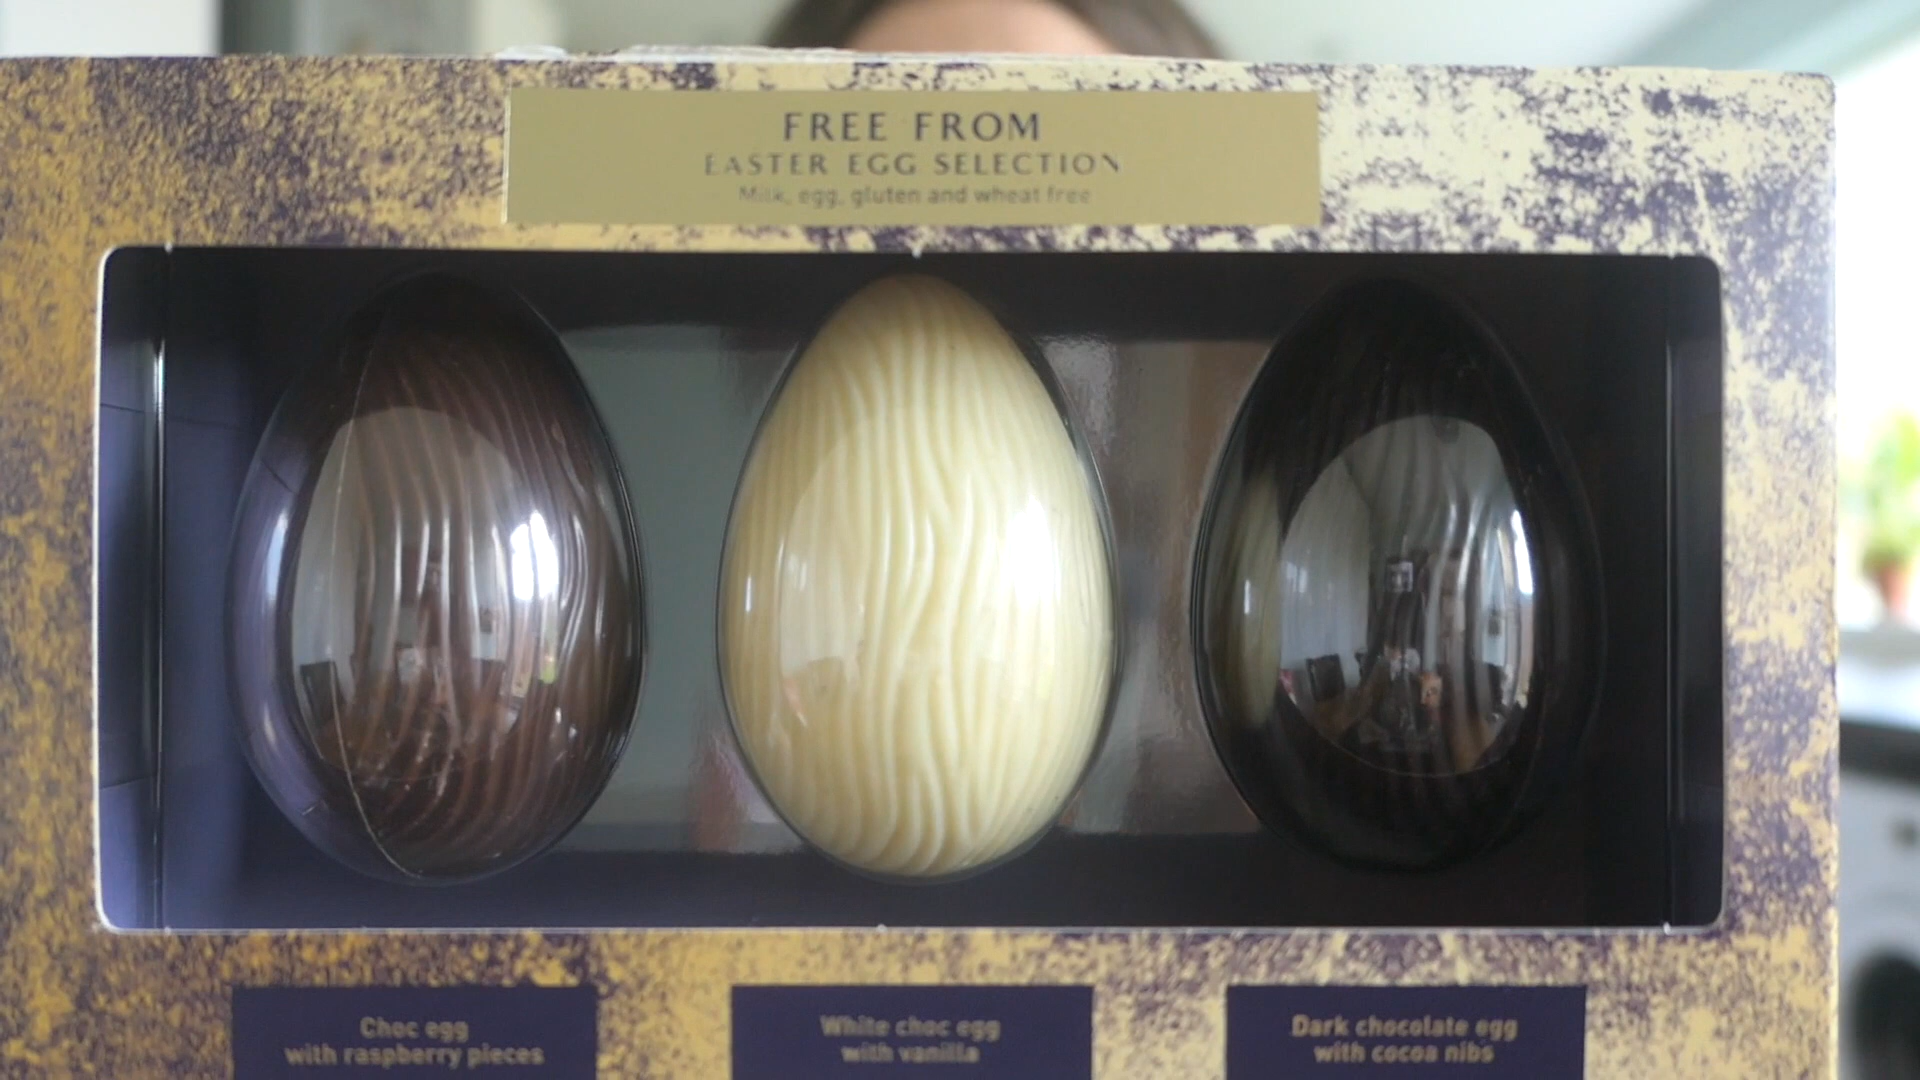 FREE FROM
EASTER EGG SELECTION
Milk, egg, gluten and wheat free
Choc egg
with raspberry pieces
White choc egg
with vanilla
Dark chocolate egg
with cocoa nibs